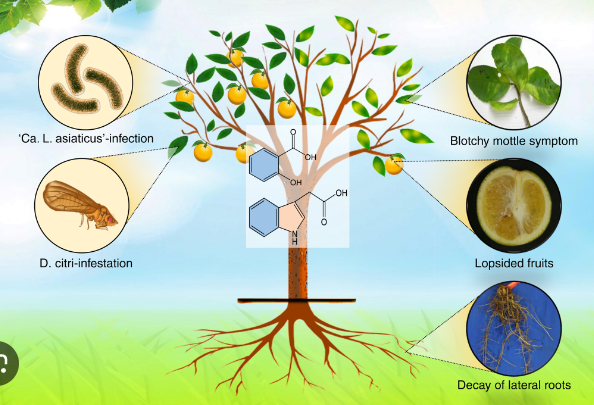 'Ca. L. asiaticus'-infection
D. citri-infestation
O
OH
OH
OH
O
N
H
Blotchy mottle symptom
Lopsided fruits
Decay of lateral roots